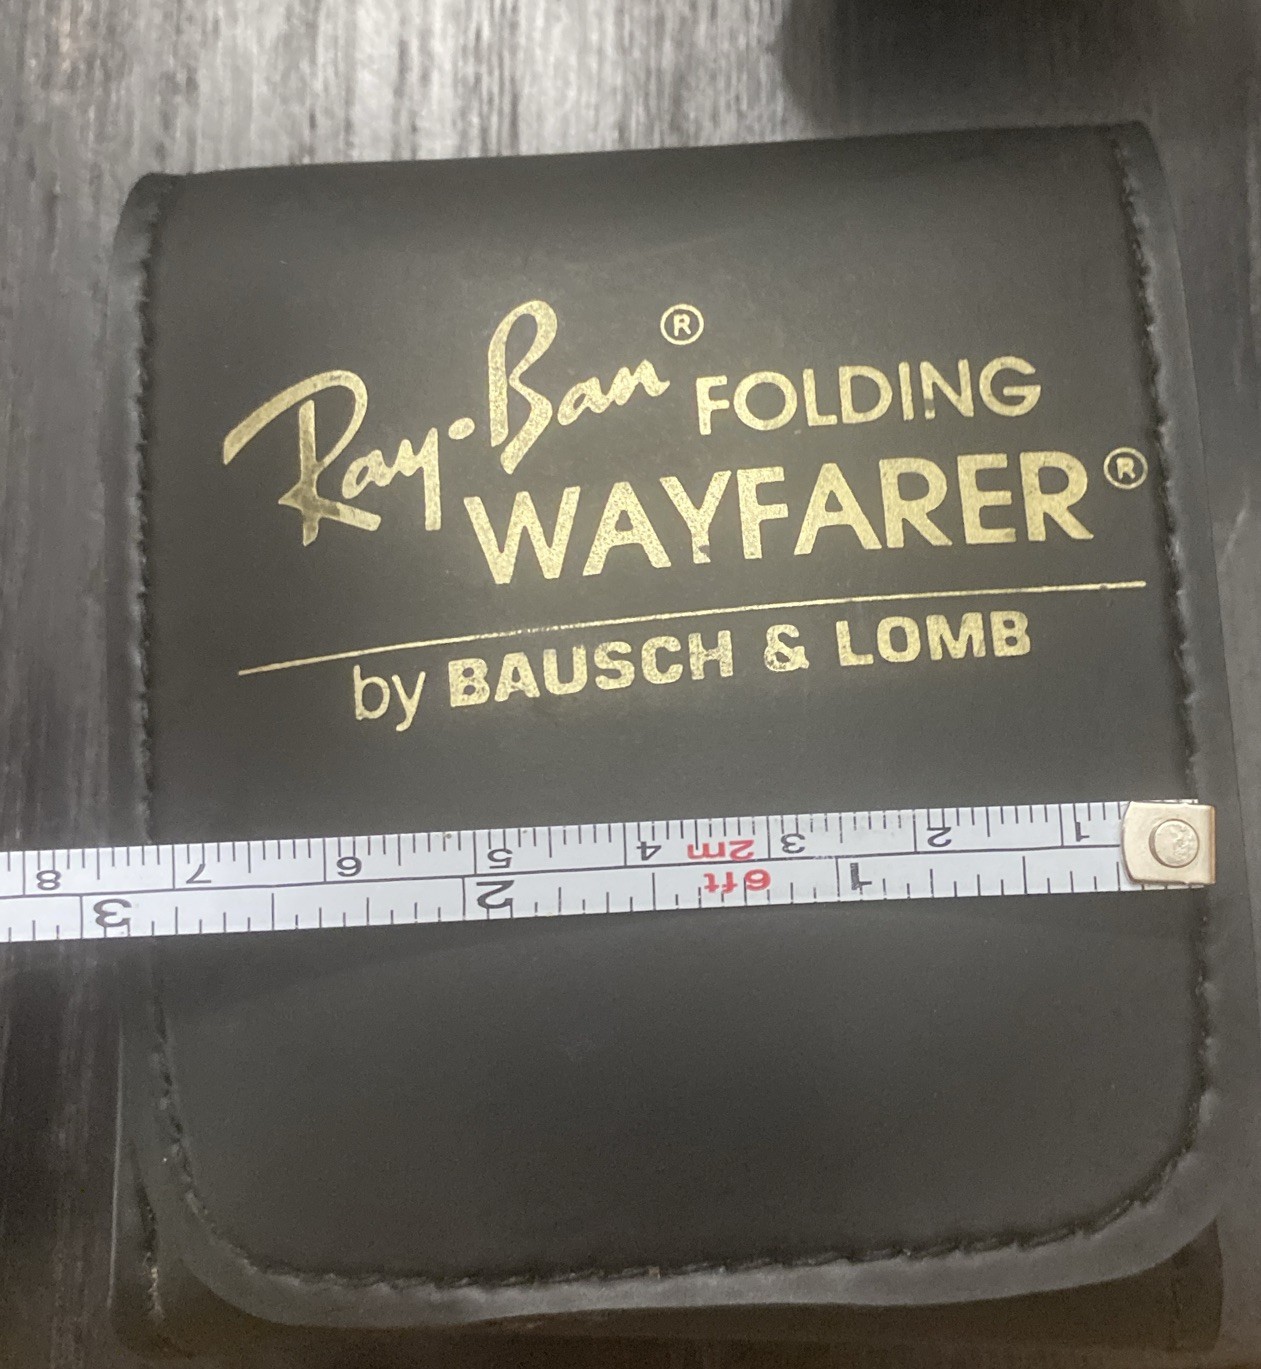 Ray-Ban® FOLDING
WAYFARER®
by BAUSCH & LOMB
8 7 6 5 4 2m 3 2 1
3 2 6ft 1